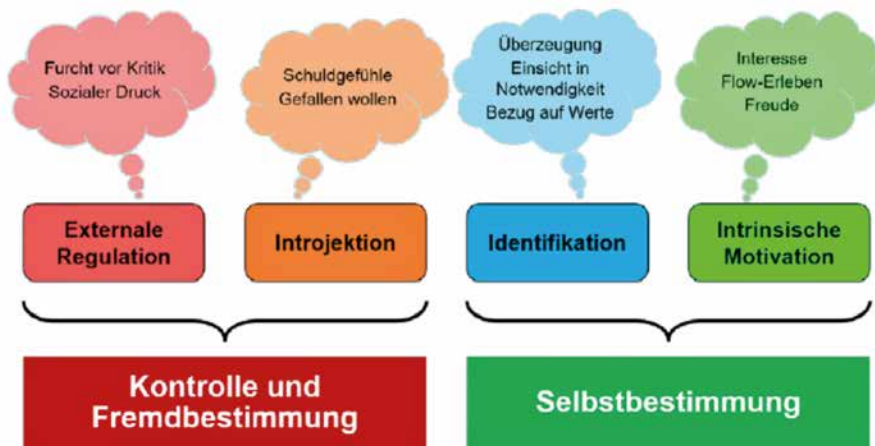 Furcht vor Kritik
Sozialer Druck
Schuldgefühle
Gefallen wollen
Überzeugung
Einsicht in
Notwendigkeit
Bezug auf Werte
Interesse
Flow-Erleben
Freude
Externale
Regulation
Introjektion
Identifikation
Intrinsische
Motivation
Kontrolle und
Fremdbestimmung
Selbstbestimmung